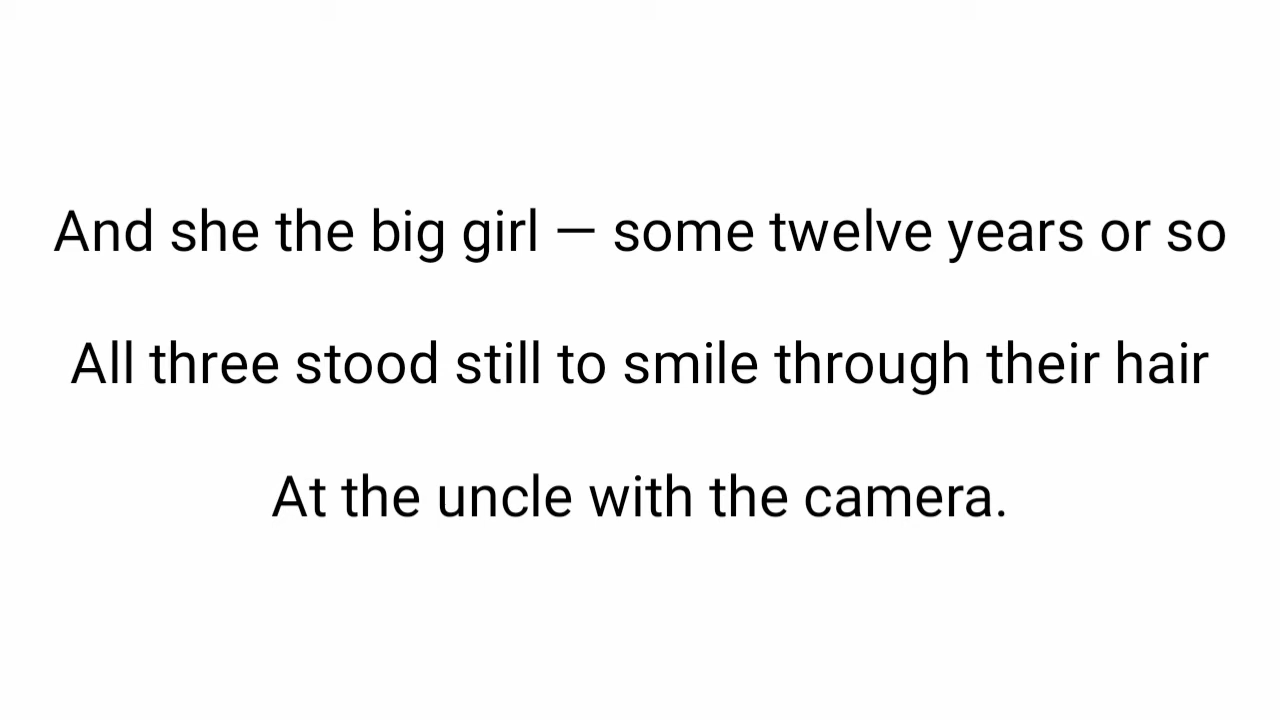 And she the big girl — some twelve years or so
All three stood still to smile through their hair
At the uncle with the camera.